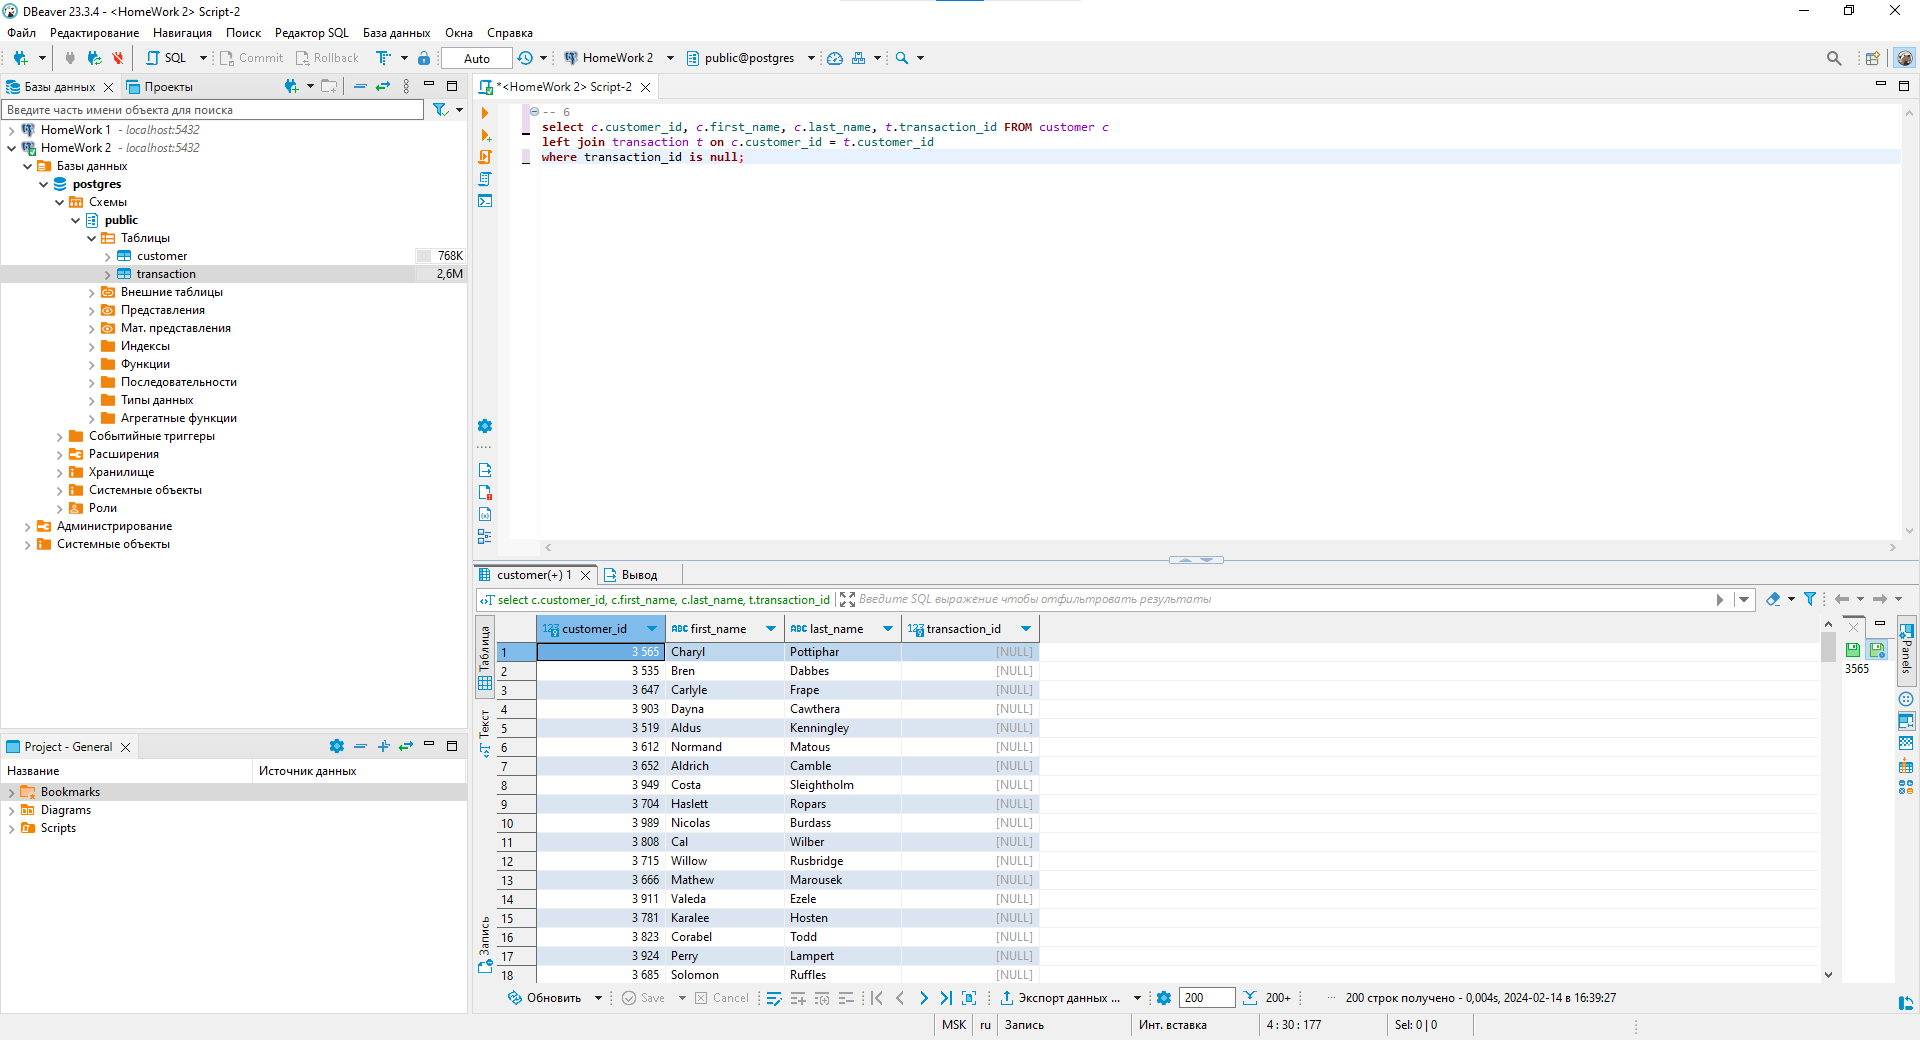 DBeaver 23.3.4 - <HomeWork 2> Script-2
Файл Редактирование Навигация Поиск Редактор SQL База данных Окна Справка
SQL Commit Rollback Auto HomeWork 2 public@postgres
Базы данных Проекты
Введите часть имени объекта для поиска
HomeWork 1 - localhost:5432
HomeWork 2 - localhost:5432
Базы данных
postgres
Схемы
public
Таблицы
customer 768K
transaction 2,6M
Внешние таблицы
Представления
Мат. представления
Индексы
Функции
Последовательности
Типы данных
Агрегатные функции
Событийные триггеры
Расширения
Хранилище
Системные объекты
Роли
Администрирование
Системные объекты
Project - General
Название Источник данных
Bookmarks
Diagrams
Scripts
*<HomeWork 2> Script-2
-- 6
select c.customer_id, c.first_name, c.last_name, t.transaction_id FROM customer c
left join transaction t on c.customer_id = t.customer_id
where transaction_id is null;
customer(+) 1 Вывод
select c.customer_id, c.first_name, c.last_name, t.transaction_id Введите SQL выражение чтобы отфильтровать результаты
Таблица
Текст
Запись
customer_id first_name last_name transaction_id
1 3 565 Charyl Pottiphar [NULL]
2 3 535 Bren Dabbes [NULL]
3 3 647 Carlyle Frape [NULL]
4 3 903 Dayna Cawthera [NULL]
5 3 519 Aldus Kenningley [NULL]
6 3 612 Normand Matous [NULL]
7 3 652 Aldrich Camble [NULL]
8 3 949 Costa Sleightholm [NULL]
9 3 704 Haslett Ropars [NULL]
10 3 989 Nicolas Burdass [NULL]
11 3 808 Cal Wilber [NULL]
12 3 715 Willow Rusbridge [NULL]
13 3 666 Mathew Marousek [NULL]
14 3 911 Valeda Ezele [NULL]
15 3 781 Karalee Hosten [NULL]
16 3 823 Corabel Todd [NULL]
17 3 924 Perry Lampert [NULL]
18 3 685 Solomon Ruffles [NULL]
3565
Panels
Обновить Save Cancel Экспорт данных ... 200 200+ 200 строк получено - 0,004s, 2024-02-14 в 16:39:27
MSK ru Запись Инт. вставка 4 : 30 : 177 Sel: 0 | 0